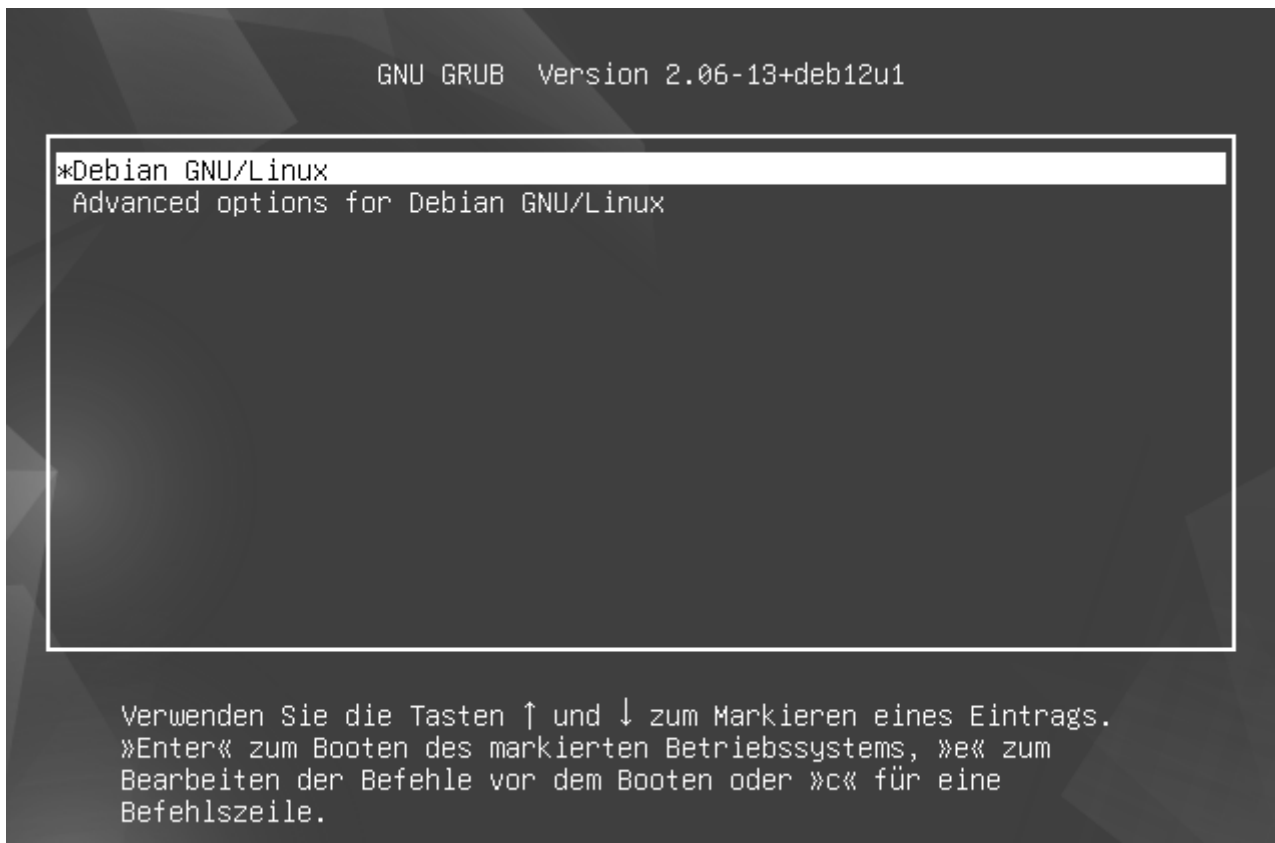 GNU GRUB  Version 2.06-13+deb12u1
*Debian GNU/Linux
Advanced options for Debian GNU/Linux
Verwenden Sie die Tasten ↑ und ↓ zum Markieren eines Eintrags.
»Enter« zum Booten des markierten Betriebssystems, »e« zum
Bearbeiten der Befehle vor dem Booten oder »c« für eine
Befehlszeile.